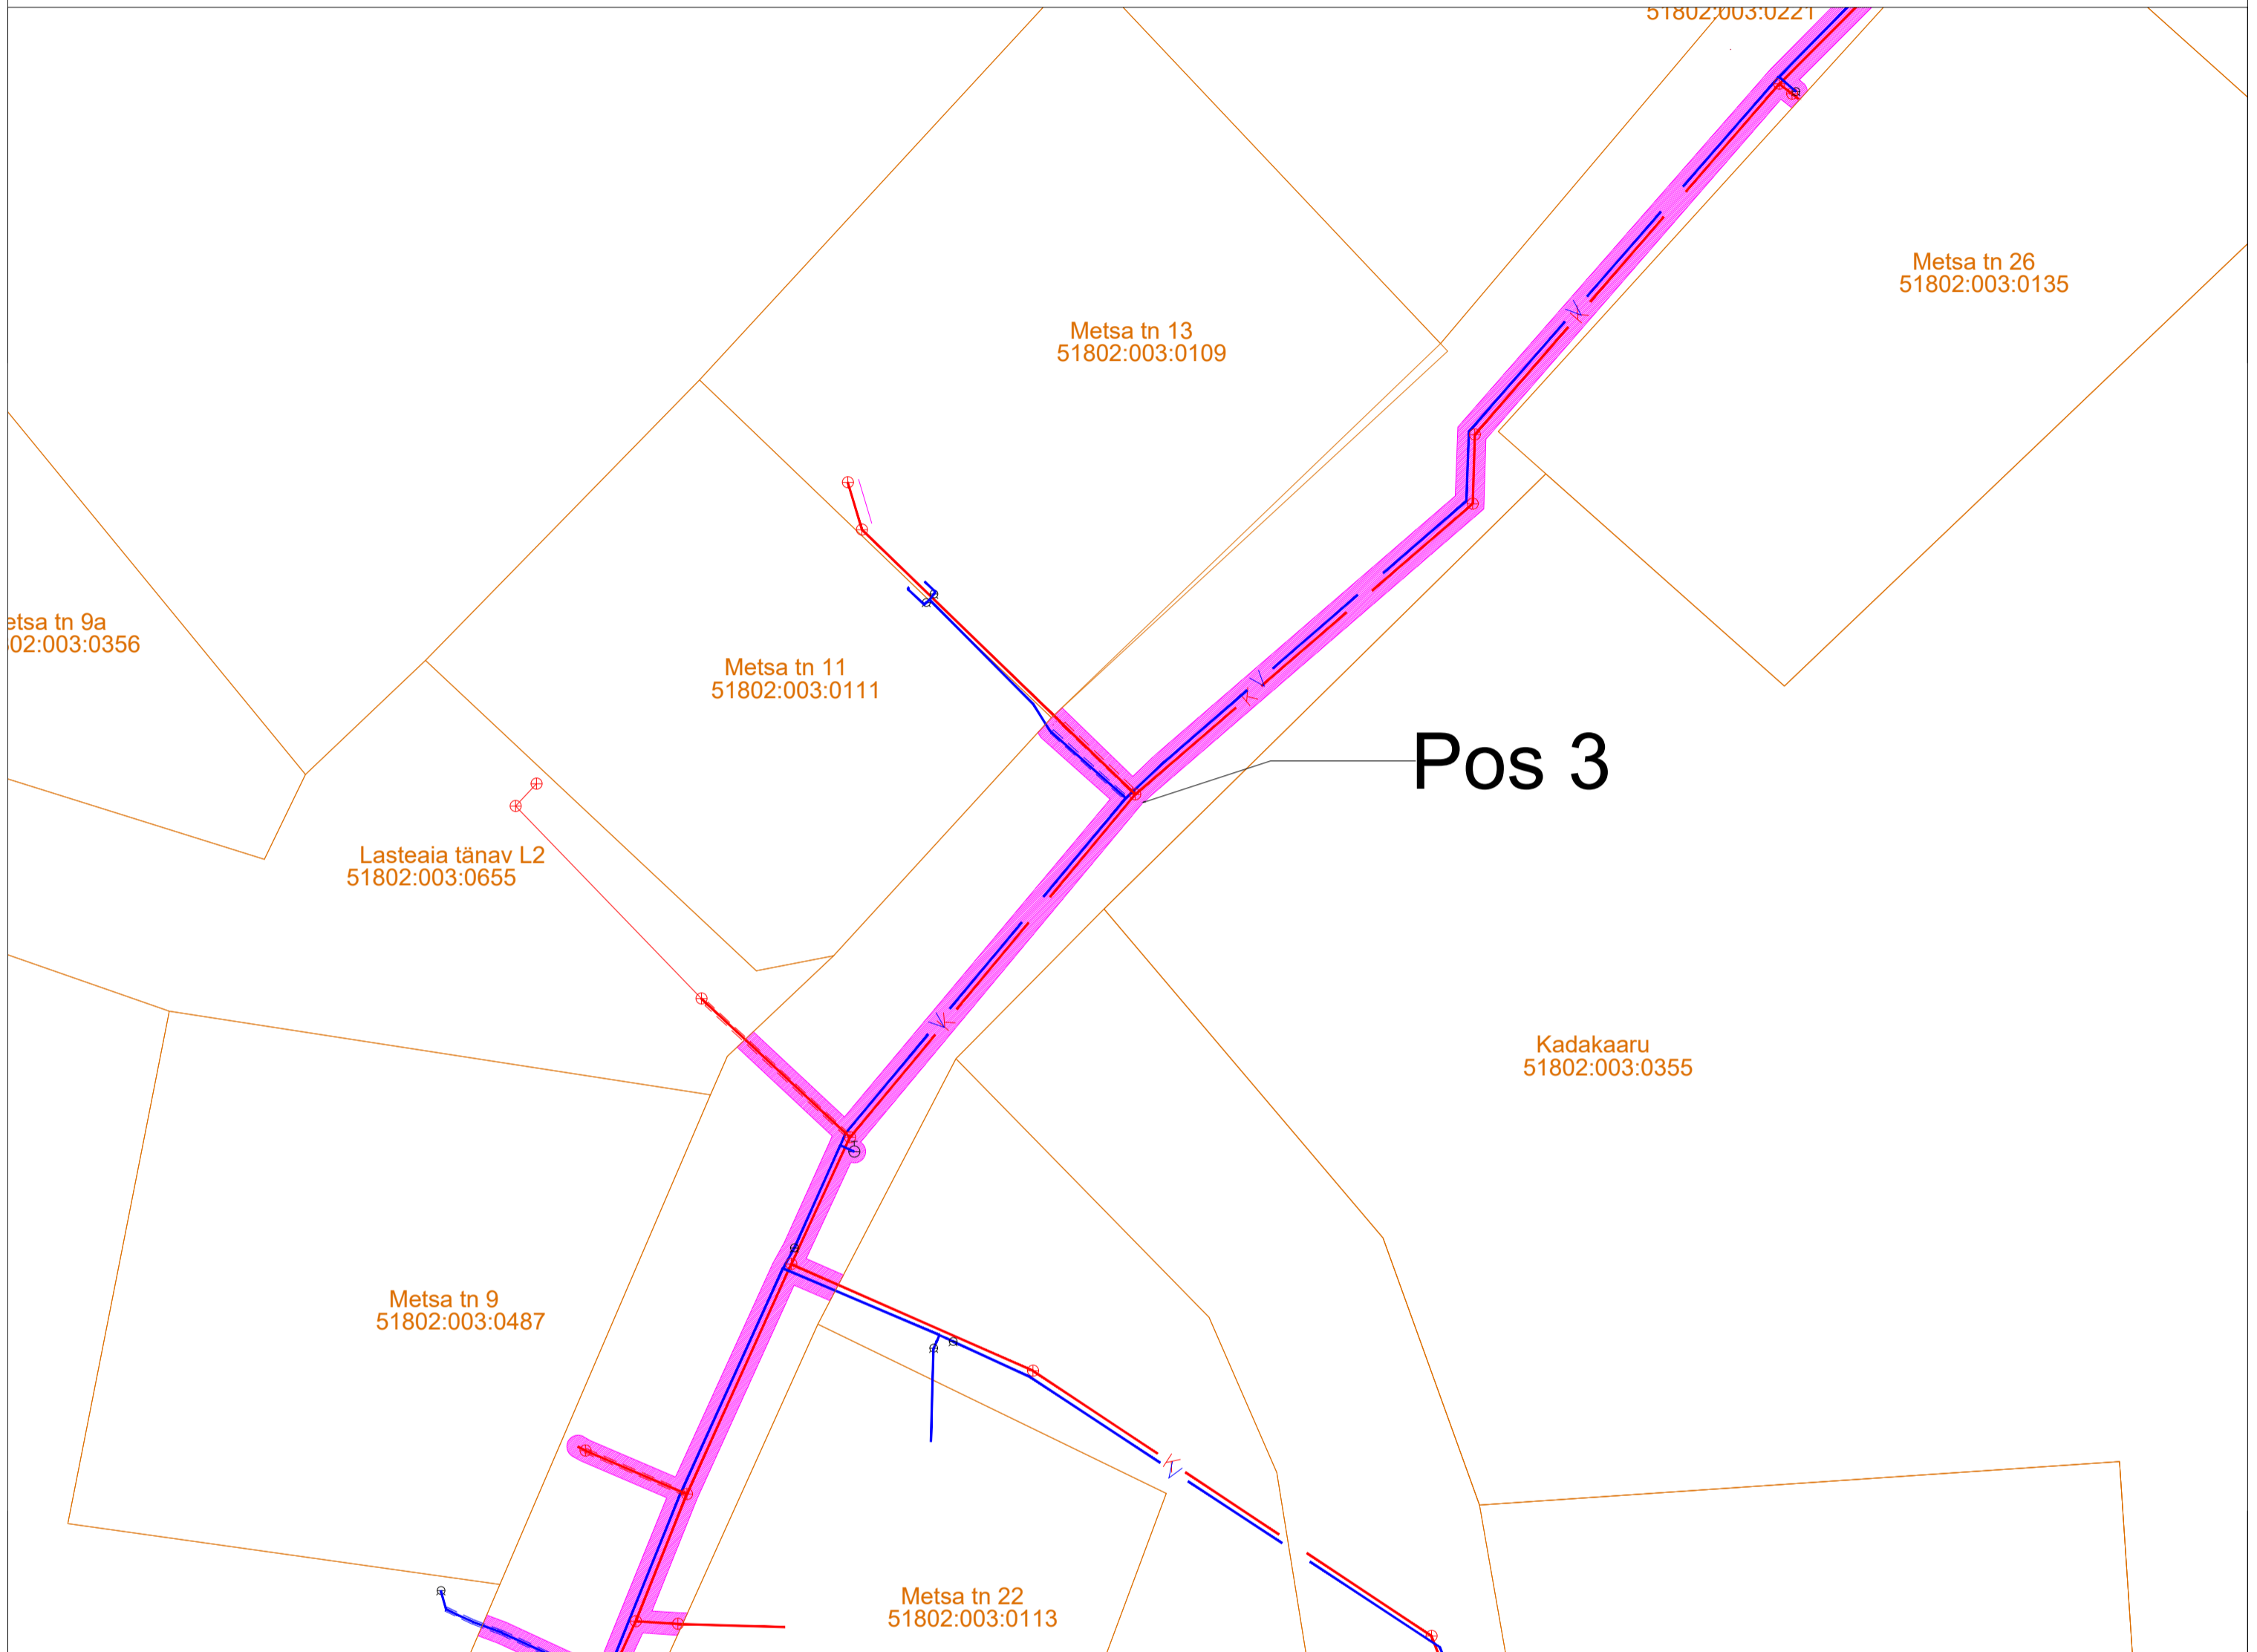 51802:003:0221
Metsa tn 26
51802:003:0135
Metsa tn 13
51802:003:0109
V
K
etsa tn 9a
02:003:0356
Metsa tn 11
51802:003:0111
V
K
Pos 3
Lasteaia tänav L2
51802:003:0655
V
K
Kadakaaru
51802:003:0355
Metsa tn 9
51802:003:0487
K
V
Metsa tn 22
51802:003:0113